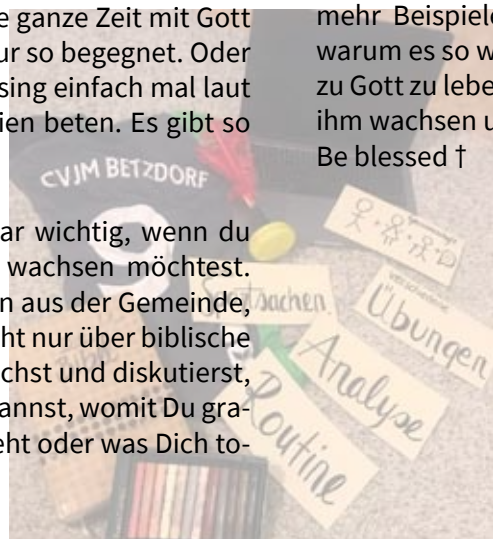 e ganze Zeit mit Gott
ur so begegnet. Oder
sing einfach mal laut
ien beten. Es gibt so
ar wichtig, wenn du
wachsen möchtest.
n aus der Gemeinde,
ht nur über biblische
chst und diskutierst,
annst, womit Du gra-
eht oder was Dich to-
mehr Beispiele
warum es so w
zu Gott zu lebe
ihm wachsen u
Be blessed †
CVJM BETZDORF
9
Sportsachen
verschiedene
Übungen
Analyse
Routine